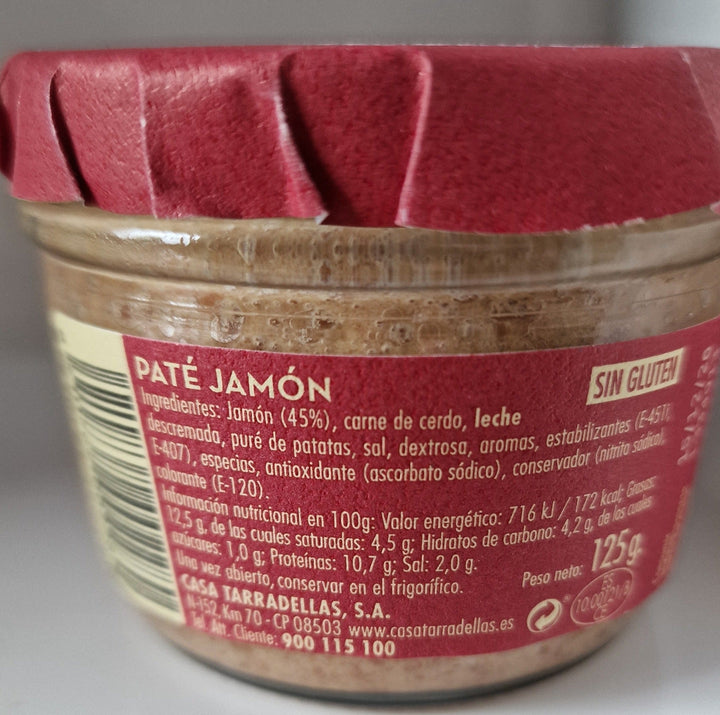 PATÉ JAMÓN
SIN GLUTEN
Ingredientes: Jamón (45%), carne de cerdo, leche
descremada, puré de patatas, sal, dextrosa, aromas, estabilizantes (E-451,
E-407), especias, antioxidante (ascorbato sódico), conservador (nitrito sódico),
colorante (E-120).
Información nutricional en 100g: Valor energético: 716 kJ / 172 kcal; Grasas:
12,5 g, de las cuales saturadas: 4,5 g; Hidratos de carbono: 4,2 g, de los cuales
azúcares: 1,0 g; Proteínas: 10,7 g; Sal: 2,0 g.
Una vez abierto, conservar en el frigorífico.
Peso neto: 125g.
CASA TARRADELLAS, S.A.
N-152, Km 70 - CP 08503 www.casatarradellas.es
Tel. Att. Cliente: 900 115 100
ES